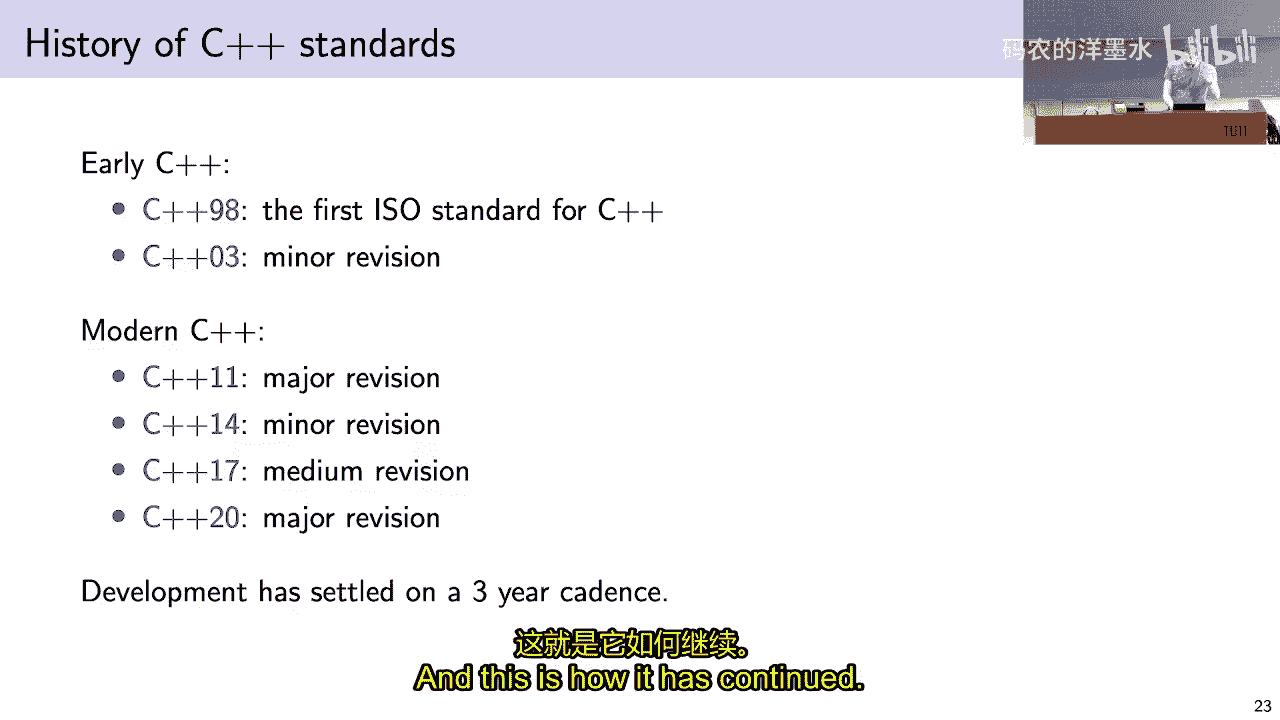 History of C++ standards
码农的洋墨水 bilibili
TUM
Early C++:
• C++98: the first ISO standard for C++
• C++03: minor revision
Modern C++:
• C++11: major revision
• C++14: minor revision
• C++17: medium revision
• C++20: major revision
Development has settled on a 3 year cadence.
这就是它如何继续。
And this is how it has continued.
23